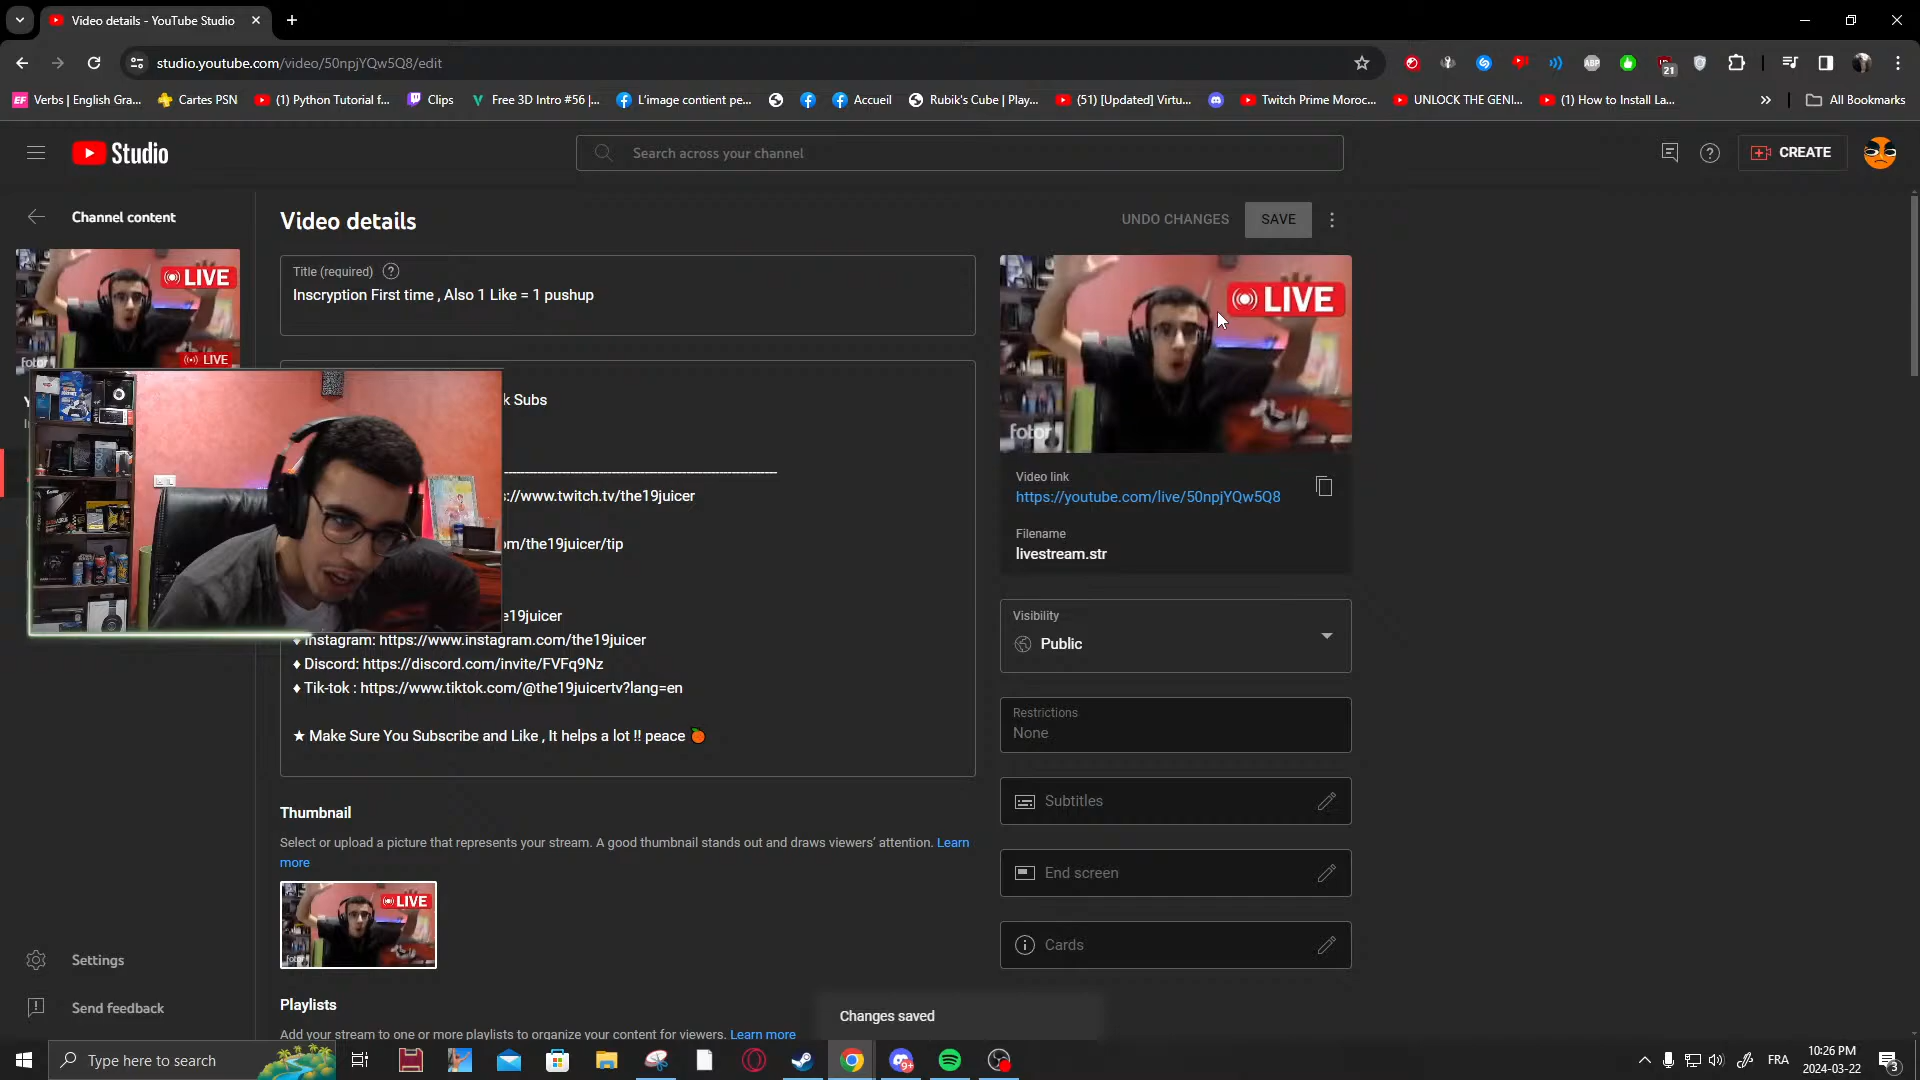 Video details - YouTube Studio
studio.youtube.com/video/50npjYQw5Q8/edit
21
EF Verbs | English Gra...
Cartes PSN
(1) Python Tutorial f...
Clips
Free 3D Intro #56 |...
L'image contient pe...
Accueil
Rubik's Cube | Play...
(51) [Updated] Virtu...
Twitch Prime Moroc...
UNLOCK THE GENI...
(1) How to Install La...
All Bookmarks
Studio
Search across your channel
CREATE
Channel content
Video details
UNDO CHANGES
SAVE
LIVE
LIVE
Title (required)
Inscryption First time , Also 1 Like = 1 pushup
LIVE
fotor
k Subs
://www.twitch.tv/the19juicer
om/the19juicer/tip
e19juicer
♦ Instagram: https://www.instagram.com/the19juicer
♦ Discord: https://discord.com/invite/FVFq9Nz
♦ Tik-tok : https://www.tiktok.com/@the19juicertv?lang=en
★ Make Sure You Subscribe and Like , It helps a lot !! peace 🍊
Video link
https://youtube.com/live/50npjYQw5Q8
Filename
livestream.str
Visibility
Public
Restrictions
None
Subtitles
End screen
Cards
Thumbnail
Select or upload a picture that represents your stream. A good thumbnail stands out and draws viewers' attention. Learn
more
LIVE
fotor
Playlists
Add your stream to one or more playlists to organize your content for viewers. Learn more
Settings
Send feedback
Changes saved
Type here to search
9+
FRA
10:26 PM
2024-03-22
3